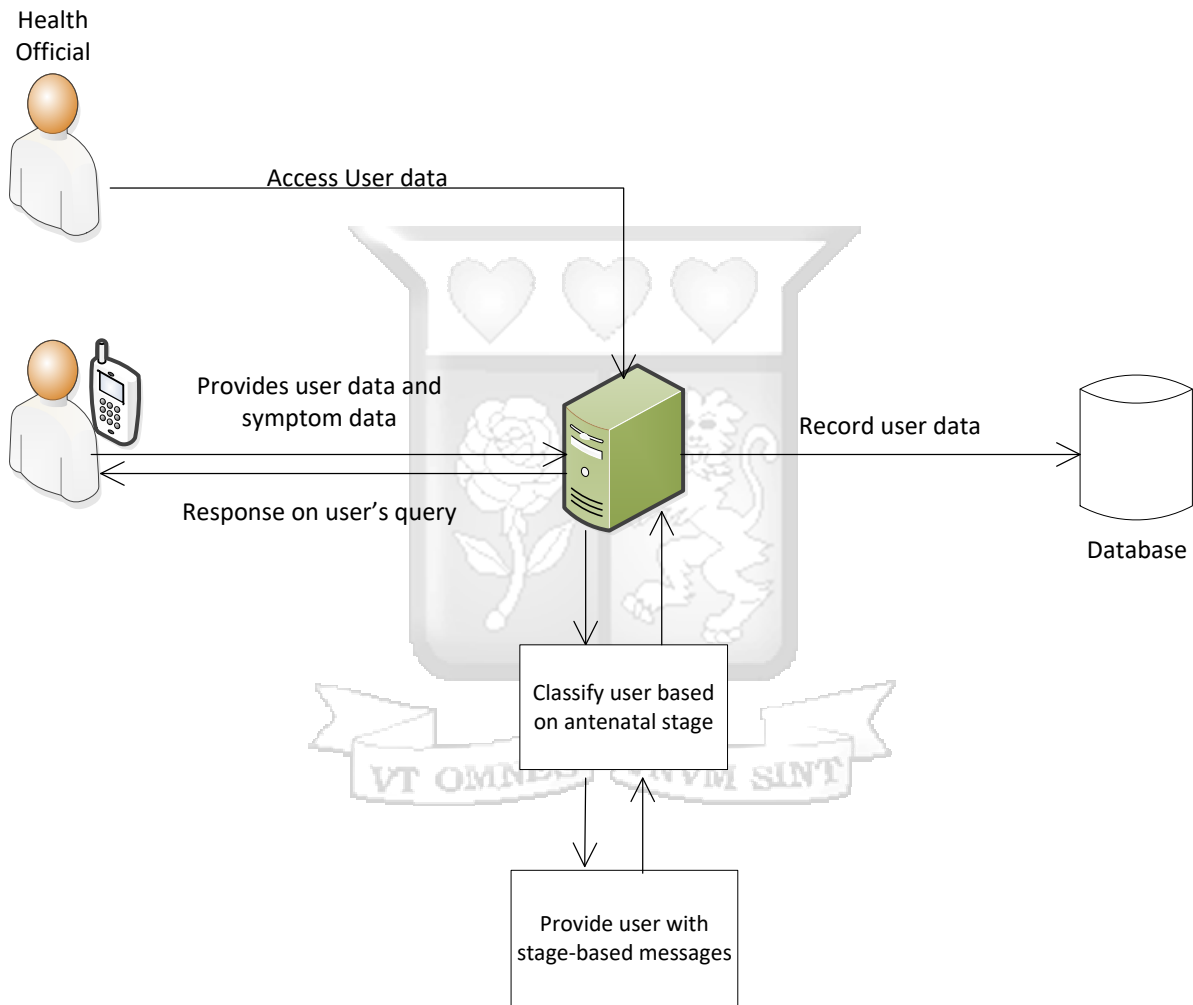 Health
Official
Access User data
Provides user data and
symptom data
Record user data
Response on user’s query
Database
Classify user based
on antenatal stage
VT OMNES VNVM SINT
Provide user with
stage-based messages